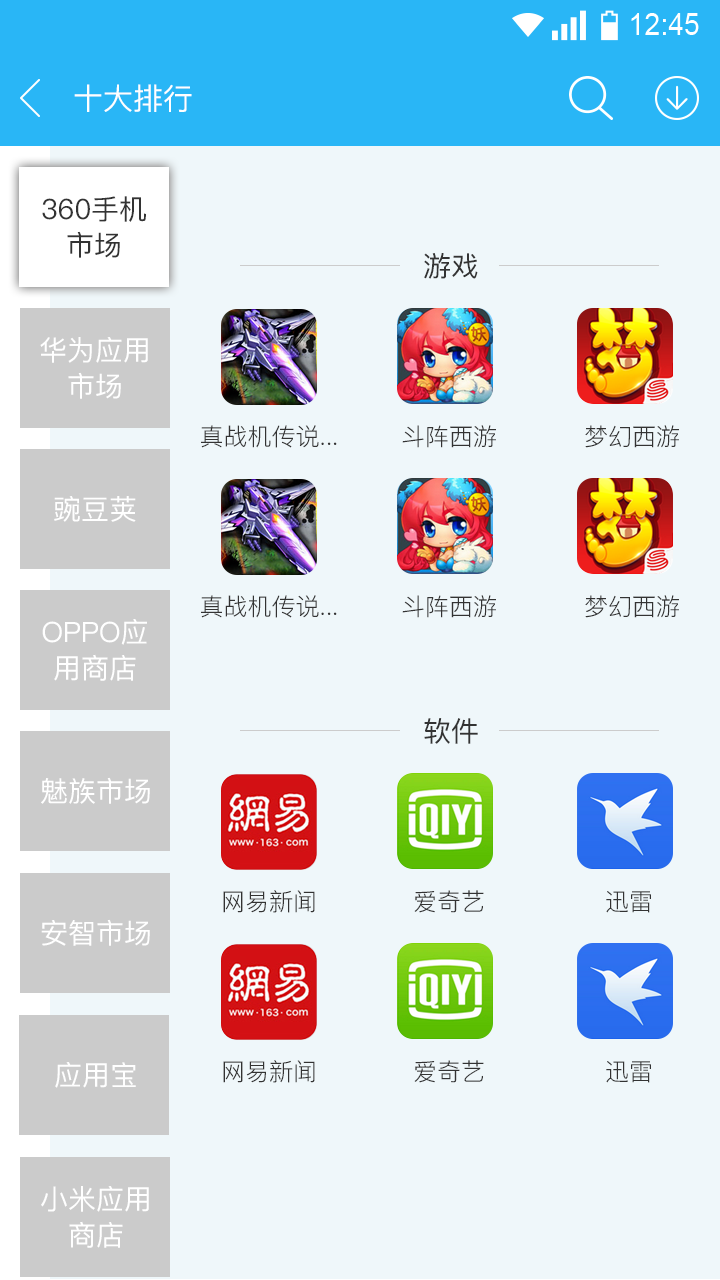 12:45
十大排行
360手机
市场
华为应用
市场
豌豆荚
OPPO应
用商店
魅族市场
安智市场
应用宝
小米应用
商店
游戏
妖
真战机传说...
斗阵西游
梦幻西游
妖
真战机传说...
斗阵西游
梦幻西游
软件
網易
www·163·com
iQIYI
网易新闻
爱奇艺
迅雷
網易
www·163·com
iQIYI
网易新闻
爱奇艺
迅雷